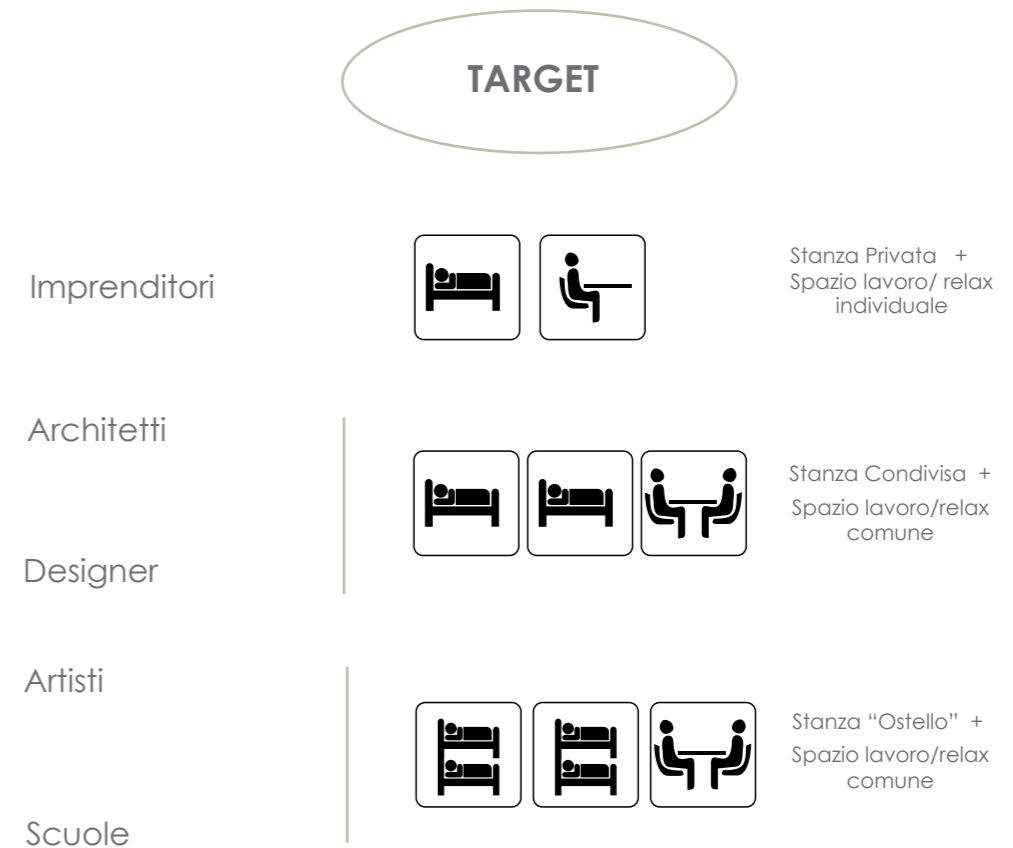 TARGET
Imprenditori
Stanza Privata +
Spazio lavoro/ relax
individuale
Architetti
Designer
Stanza Condivisa +
Spazio lavoro/relax
comune
Artisti
Scuole
Stanza “Ostello” +
Spazio lavoro/relax
comune